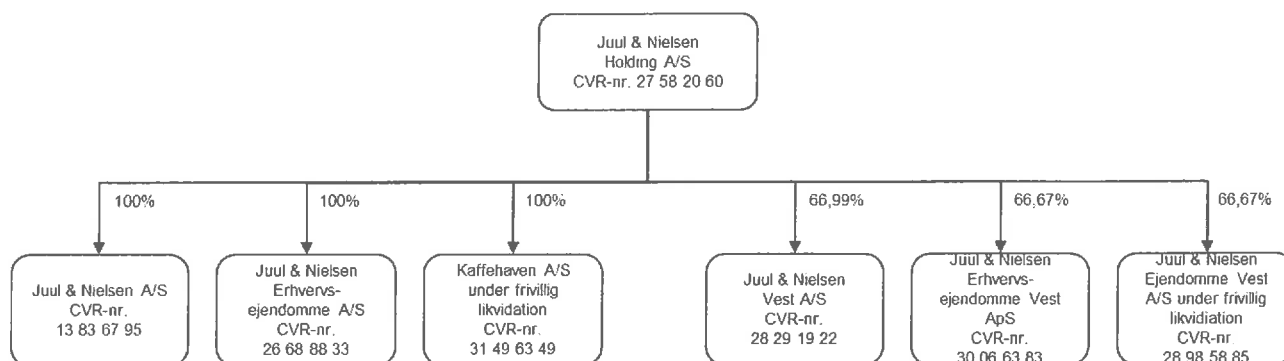 Juul & Nielsen
Holding A/S
CVR-nr. 27 58 20 60
100%
100%
100%
66,99%
66,67%
66,67%
Juul & Nielsen A/S
CVR-nr.
13 83 67 95
Juul & Nielsen
Erhvervs-
ejendomme A/S
CVR-nr.
26 68 88 33
Kaffehaven A/S
under frivillig
likvidation
CVR-nr.
31 49 63 49
Juul & Nielsen
Vest A/S
CVR-nr.
28 29 19 22
Juul & Nielsen
Erhvervs-
ejendomme Vest
ApS
CVR-nr.
30 06 63 83
Juul & Nielsen
Ejendomme Vest
A/S under frivillig
likvidation
CVR-nr.
28 98 58 85